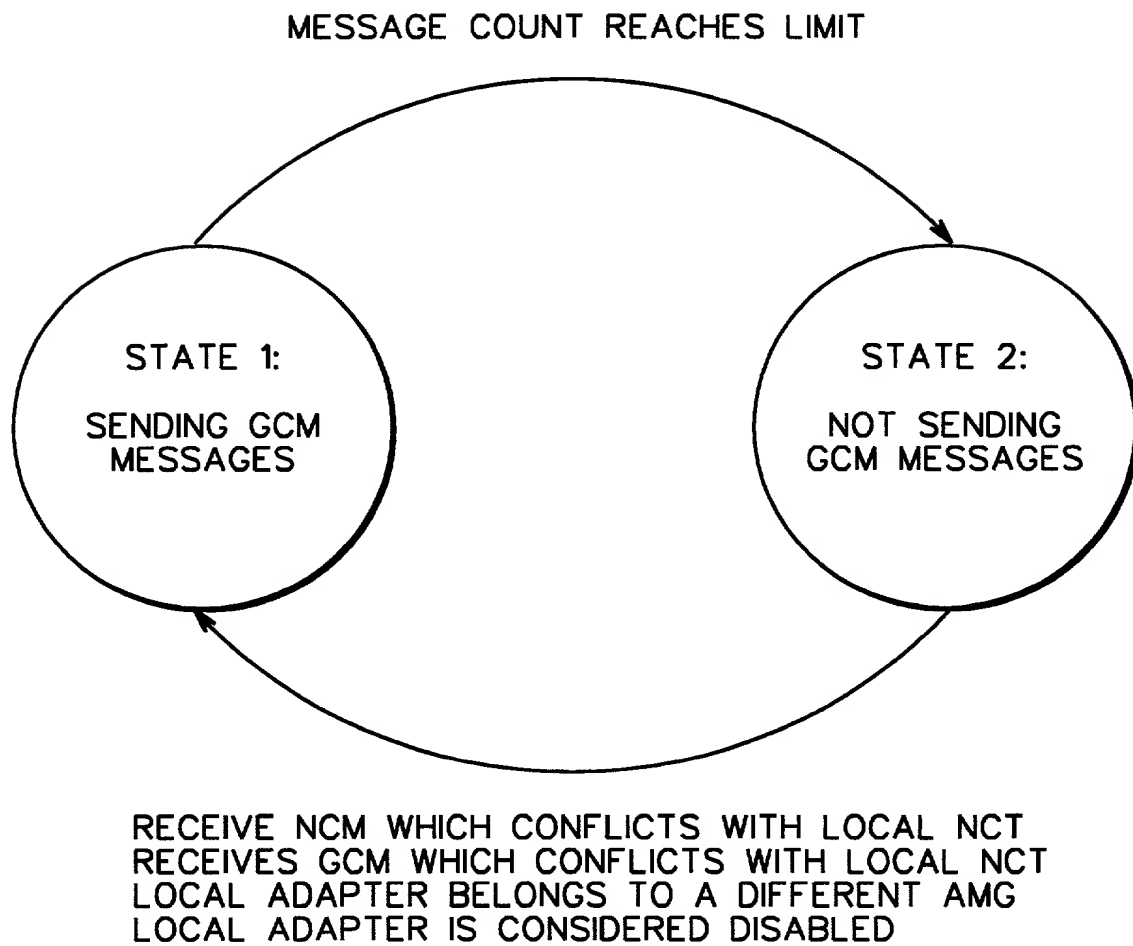 MESSAGE COUNT REACHES LIMIT
STATE 1:
SENDING GCM
MESSAGES
STATE 2:
NOT SENDING
GCM MESSAGES
RECEIVE NCM WHICH CONFLICTS WITH LOCAL NCT
RECEIVES GCM WHICH CONFLICTS WITH LOCAL NCT
LOCAL ADAPTER BELONGS TO A DIFFERENT AMG
LOCAL ADAPTER IS CONSIDERED DISABLED